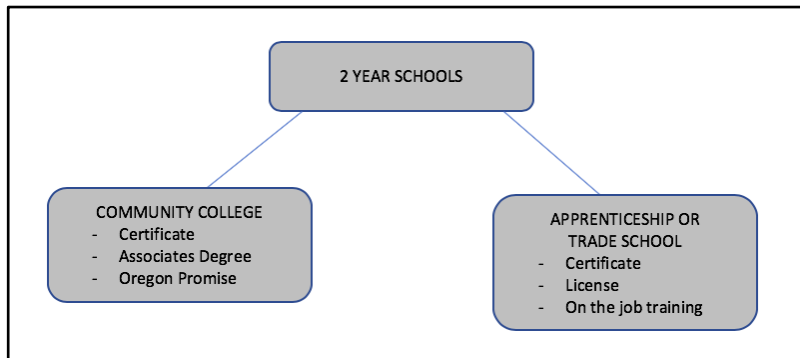 2 YEAR SCHOOLS
COMMUNITY COLLEGE
- Certificate
- Associates Degree
- Oregon Promise
APPRENTICESHIP OR
TRADE SCHOOL
- Certificate
- License
- On the job training